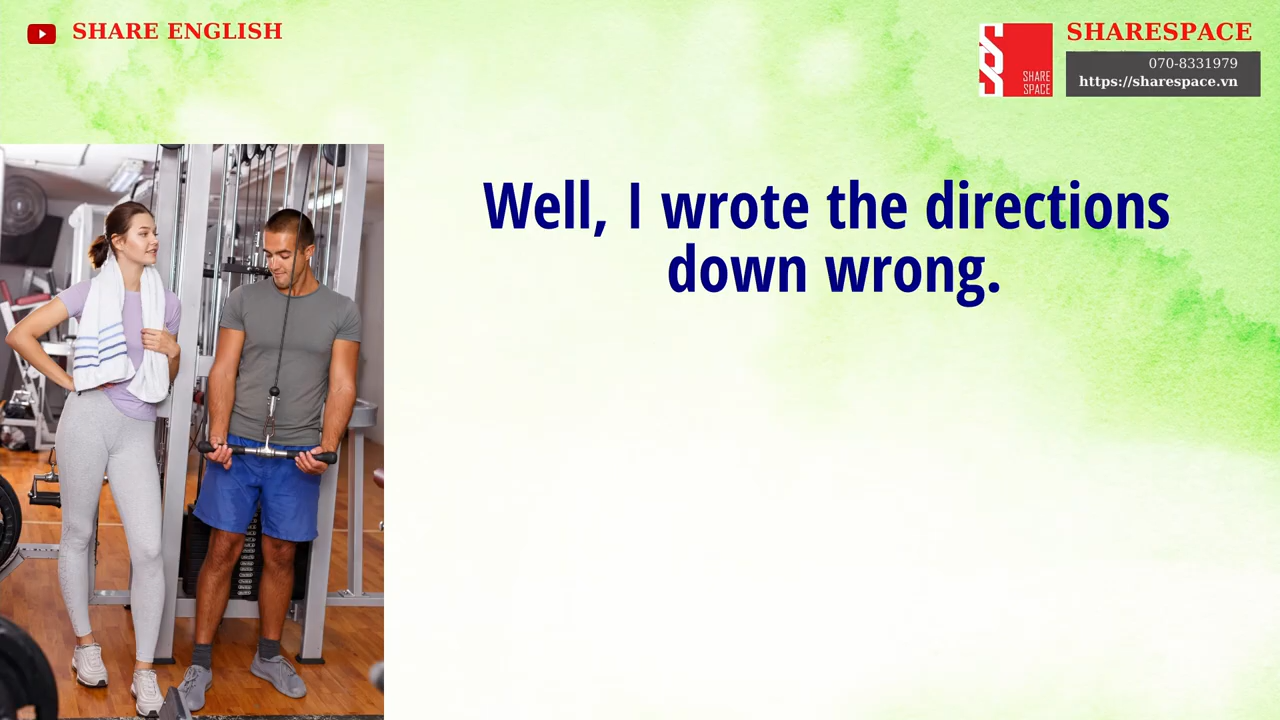 SHARE ENGLISH
SHARESPACE
070-8331979
https://sharespace.vn
SHARE
SPACE
Well, I wrote the directions
down wrong.